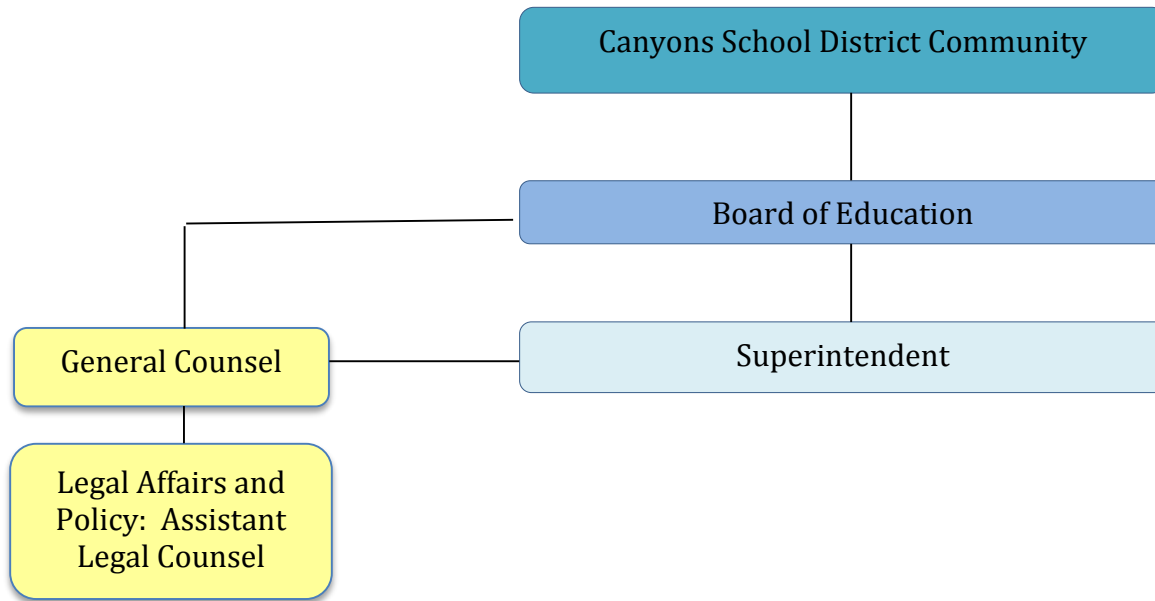 Canyons School District Community
Board of Education
General Counsel
Superintendent
Legal Affairs and
Policy:  Assistant
Legal Counsel